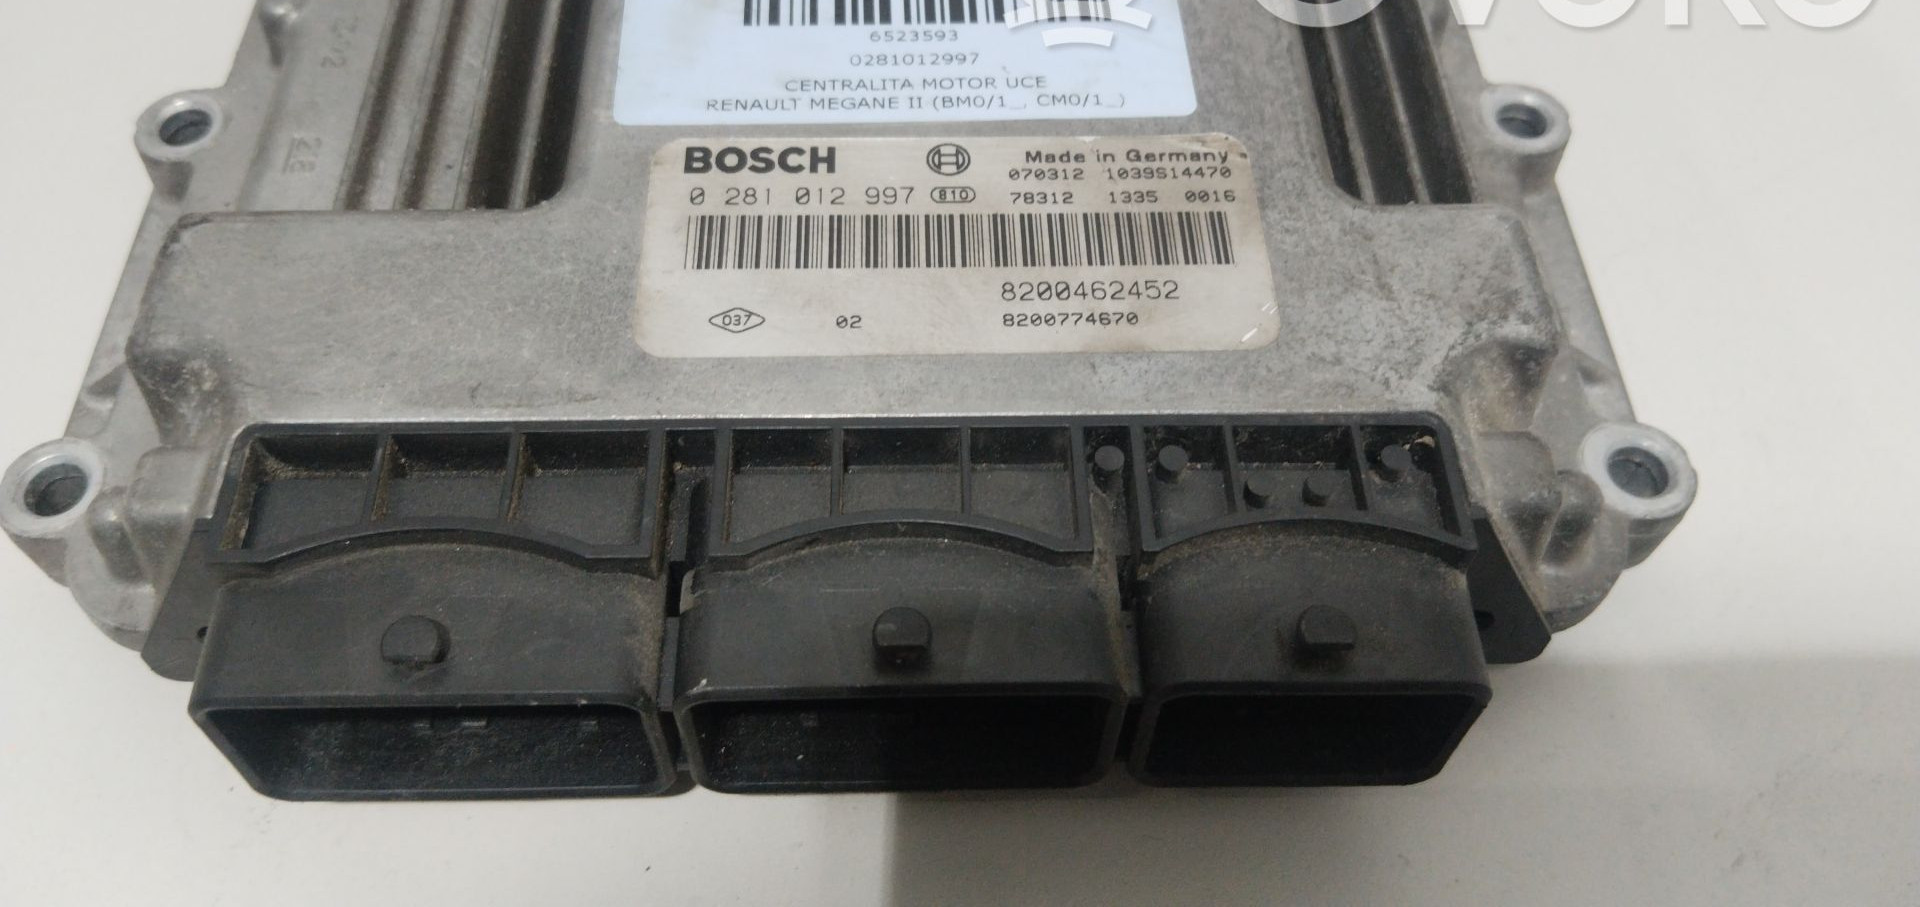 6523593
0281012997
CENTRALITA MOTOR UCE
RENAULT MEGANE II (BM0/1_, CM0/1_)
BOSCH Made in Germany
070312 1039S14470
0 281 012 997 810 78312 1335 0016
8200462452
037 02 8200774670
28